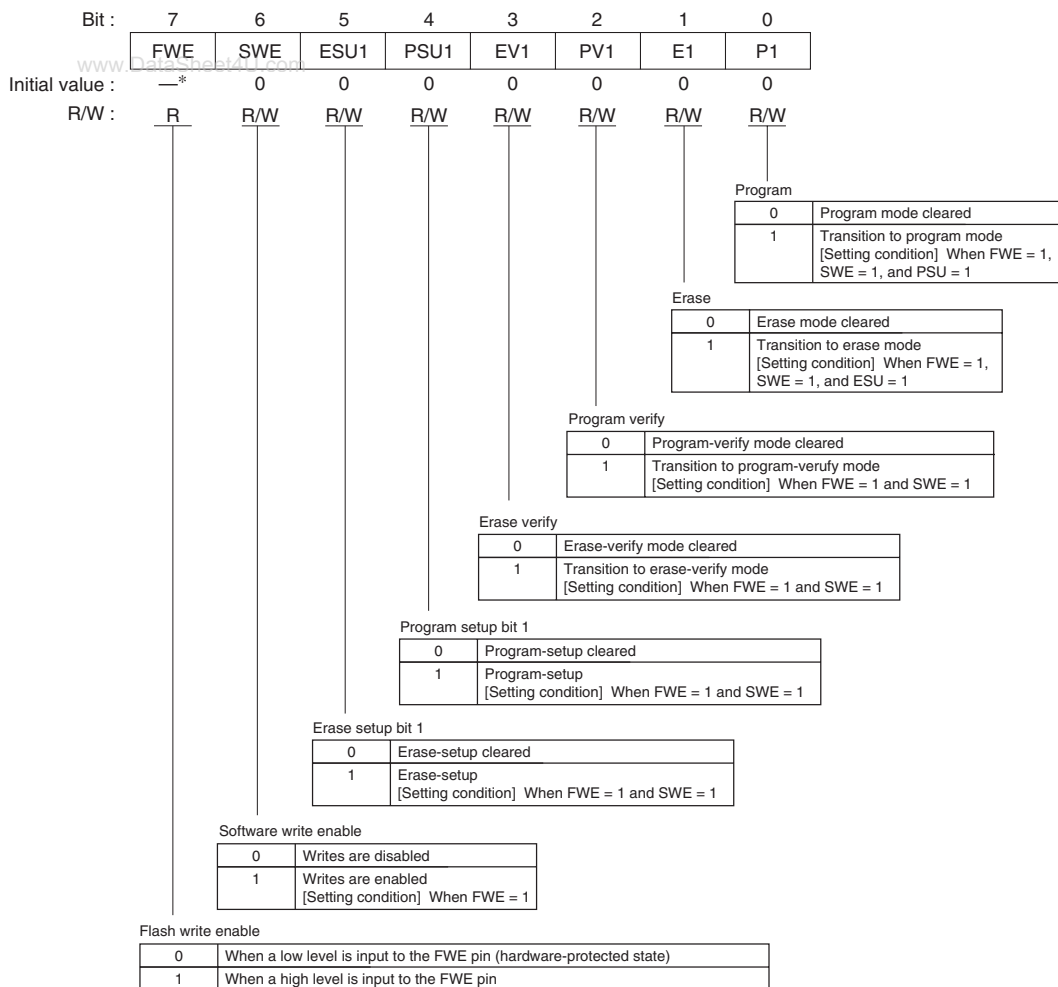 Bit : 7 6 5 4 3 2 1 0
FWE SWE ESU1 PSU1 EV1 PV1 E1 P1
www.DataSheet4U.com
Initial value : —* 0 0 0 0 0 0 0
R/W : R R/W R/W R/W R/W R/W R/W R/W
Program
0 Program mode cleared
1 Transition to program mode
[Setting condition] When FWE = 1,
SWE = 1, and PSU = 1
Erase
0 Erase mode cleared
1 Transition to erase mode
[Setting condition] When FWE = 1,
SWE = 1, and ESU = 1
Program verify
0 Program-verify mode cleared
1 Transition to program-verufy mode
[Setting condition] When FWE = 1 and SWE = 1
Erase verify
0 Erase-verify mode cleared
1 Transition to erase-verify mode
[Setting condition] When FWE = 1 and SWE = 1
Program setup bit 1
0 Program-setup cleared
1 Program-setup
[Setting condition] When FWE = 1 and SWE = 1
Erase setup bit 1
0 Erase-setup cleared
1 Erase-setup
[Setting condition] When FWE = 1 and SWE = 1
Software write enable
0 Writes are disabled
1 Writes are enabled
[Setting condition] When FWE = 1
Flash write enable
0 When a low level is input to the FWE pin (hardware-protected state)
1 When a high level is input to the FWE pin